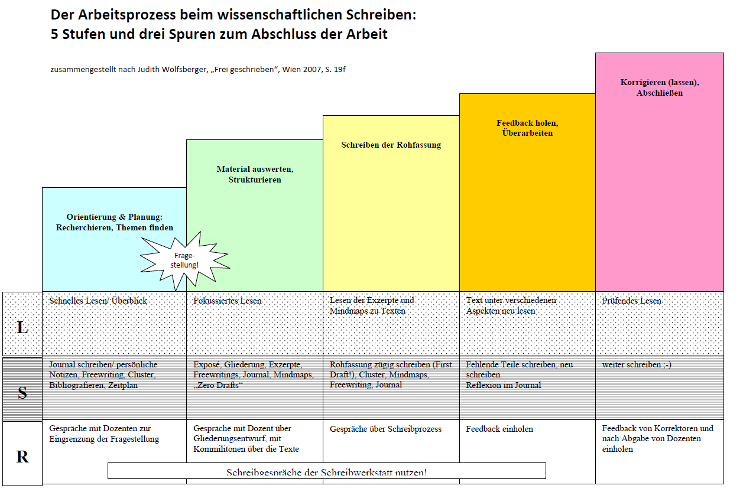 Der Arbeitsprozess beim wissenschaftlichen Schreiben:
5 Stufen und drei Spuren zum Abschluss der Arbeit
zusammengestellt nach Judith Wolfsberger, „Frei geschrieben“, Wien 2007, S. 19f
Korrigieren (lassen),
Abschließen
Feedback holen,
Überarbeiten
Schreiben der Rohfassung
Material auswerten,
Strukturieren
Orientierung & Planung:
Recherchieren, Themen finden
Frage-
stellung!
L
Schnelles Lesen/ Überblick
Fokussiertes Lesen
Lesen der Exzerpte und
Mindmaps zu Texten
Text unter verschiedenen
Aspekten neu lesen
Prüfendes Lesen
S
Journal schreiben/ persönliche
Notizen, Freewriting, Cluster,
Bibliografieren, Zeitplan
Exposé, Gliederung, Exzerpte,
Freewritings, Journal, Mindmaps,
„Zero Drafts“
Rohfassung zügig schreiben (First
Draft!), Cluster, Mindmaps,
Freewriting, Journal
Fehlende Teile schreiben, neu
schreiben
Reflexion im Journal
weiter schreiben ;-)
R
Gespräche mit Dozenten zur
Eingrenzung der Fragestellung
Gespräche mit Dozent über
Gliederungsentwurf, mit
Kommilitonen über die Texte
Gespräche über Schreibprozess
Feedback einholen
Feedback von Korrektoren und
nach Abgabe von Dozenten
einholen
Schreibgespräche der Schreibwerkstatt nutzen!